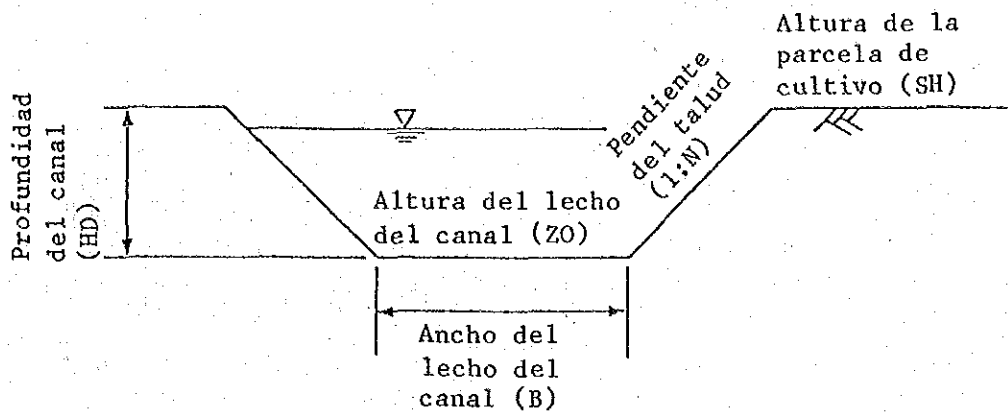 Altura de la
parcela de
cultivo (SH)
Pendiente
del talud
(1:N)
Profundidad
del canal
(HD)
Altura del lecho
del canal (ZO)
Ancho del
lecho del
canal (B)